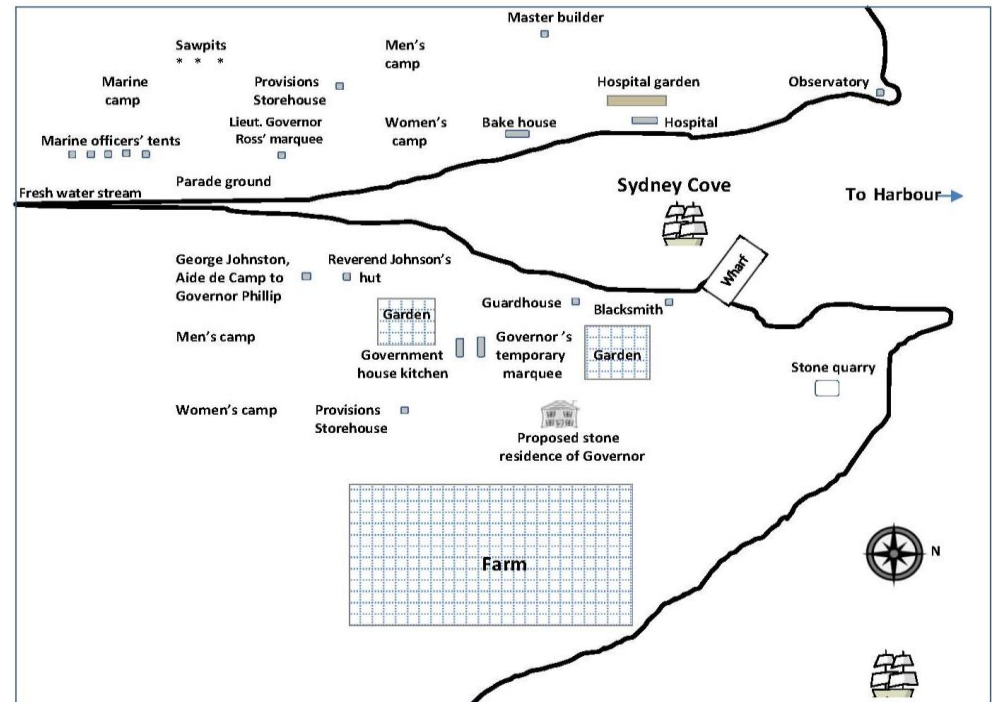 Master builder
Sawpits
* * *
Men's
camp
Marine
camp
Provisions
Storehouse
Hospital garden
Observatory
Lieut. Governor
Ross' marquee
Women's
camp
Bake house
Hospital
Marine officers' tents
Parade ground
Fresh water stream
Sydney Cove
To Harbour
Wharf
George Johnston,
Aide de Camp to
Governor Phillip
Reverend Johnson's
hut
Guardhouse
Blacksmith
Garden
Men's camp
Government
house kitchen
Governor 's
temporary
marquee
Garden
Stone quarry
Women's camp
Provisions
Storehouse
Proposed stone
residence of Governor
Farm
N